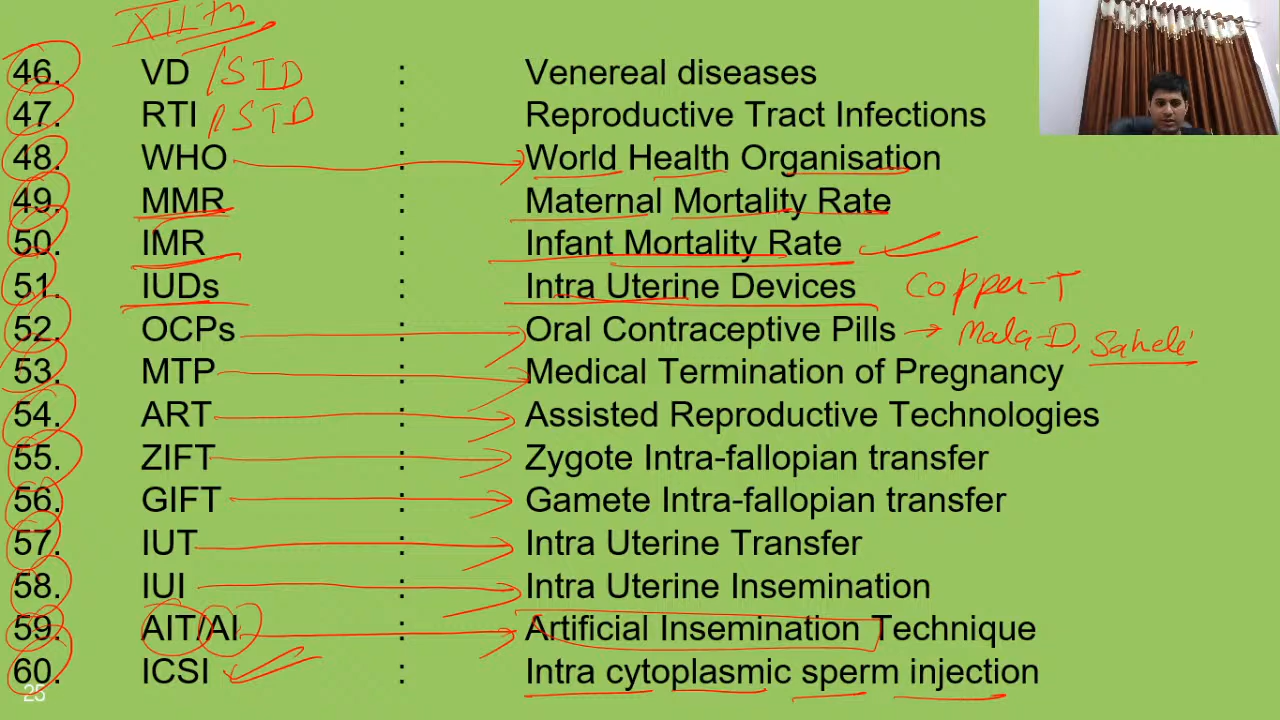 XIIth
46. VD /STD : Venereal diseases
47. RTI /STD : Reproductive Tract Infections
48. WHO : World Health Organisation
49. MMR : Maternal Mortality Rate
50. IMR : Infant Mortality Rate
51. IUDs : Intra Uterine Devices Copper-T
52. OCPs : Oral Contraceptive Pills → Mala-D, Saheli
53. MTP : Medical Termination of Pregnancy
54. ART : Assisted Reproductive Technologies
55. ZIFT : Zygote Intra-fallopian transfer
56. GIFT : Gamete Intra-fallopian transfer
57. IUT : Intra Uterine Transfer
58. IUI : Intra Uterine Insemination
59. AIT/AI : Artificial Insemination Technique
60. ICSI : Intra cytoplasmic sperm injection
25